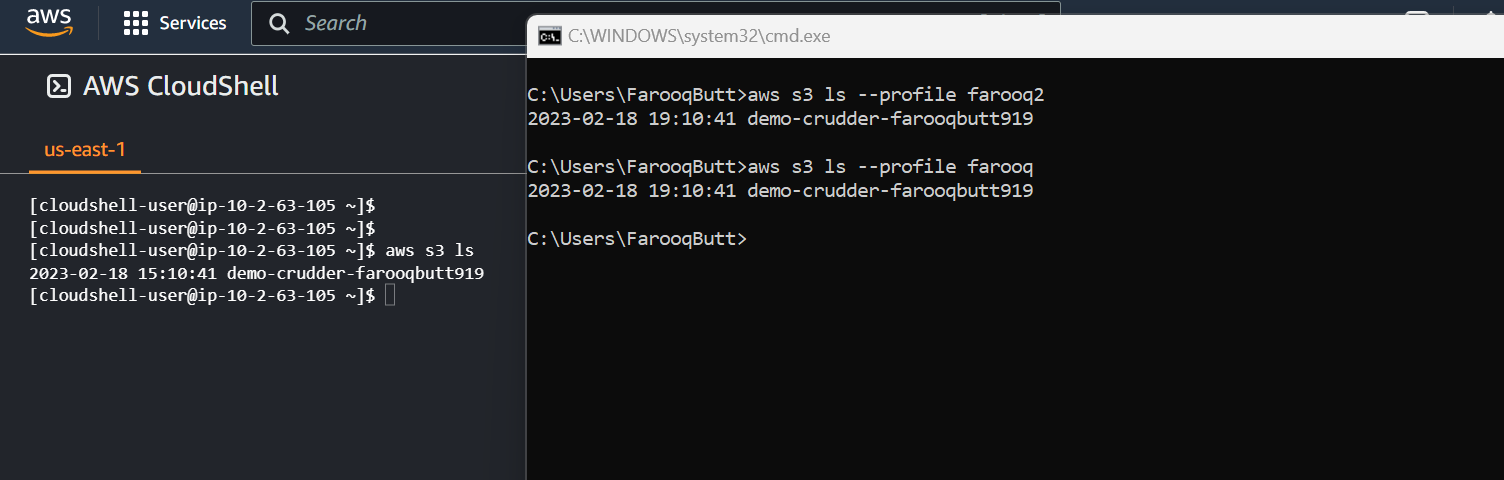 aws
Services
Search
AWS CloudShell
us-east-1
[cloudshell-user@ip-10-2-63-105 ~]$
[cloudshell-user@ip-10-2-63-105 ~]$
[cloudshell-user@ip-10-2-63-105 ~]$ aws s3 ls
2023-02-18 15:10:41 demo-crudder-farooqbutt919
[cloudshell-user@ip-10-2-63-105 ~]$
C:\WINDOWS\system32\cmd.exe
C:\Users\FarooqButt>aws s3 ls --profile farooq2
2023-02-18 19:10:41 demo-crudder-farooqbutt919
C:\Users\FarooqButt>aws s3 ls --profile farooq
2023-02-18 19:10:41 demo-crudder-farooqbutt919
C:\Users\FarooqButt>